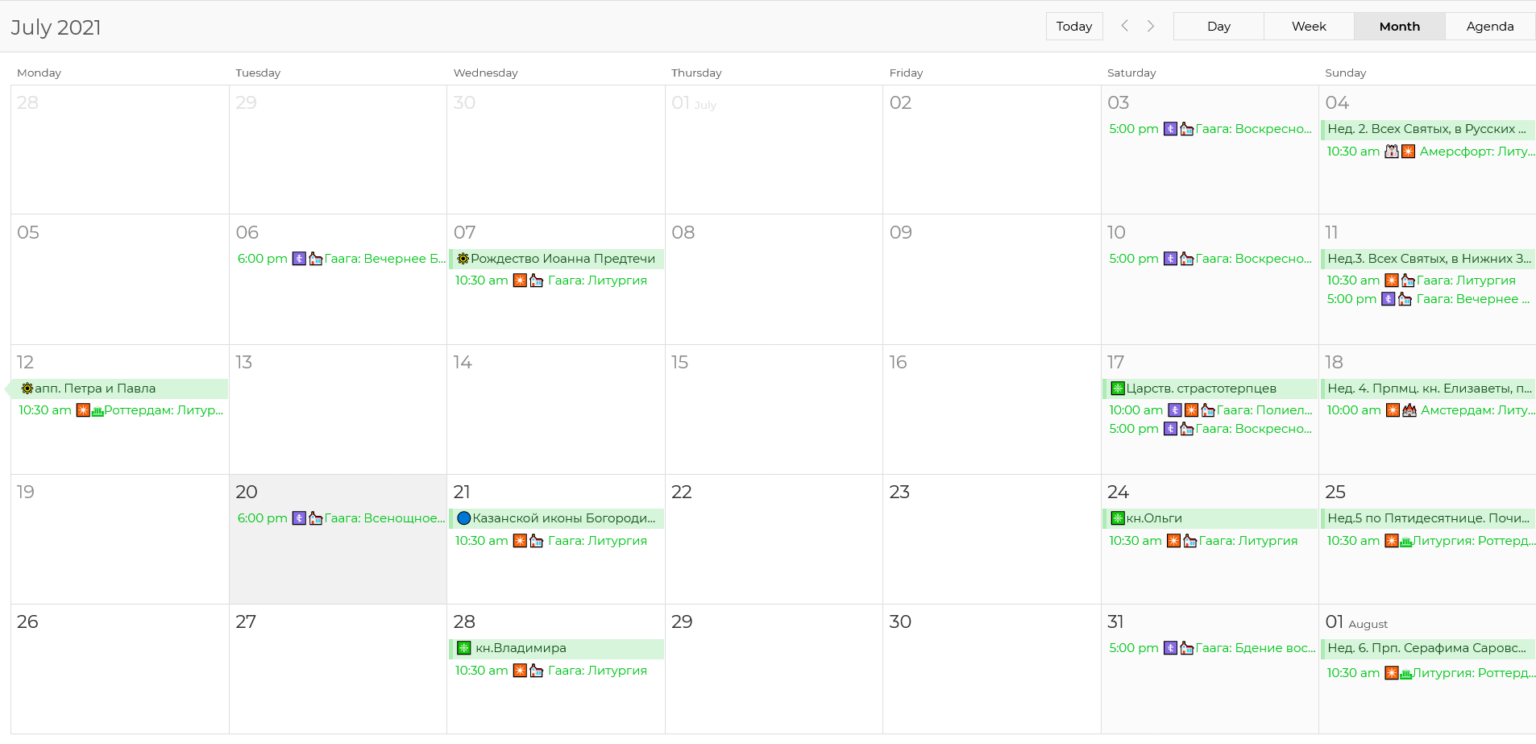 July 2021
Today Day Week Month Agenda
Monday Tuesday Wednesday Thursday Friday Saturday Sunday
28 29 30 01 July 02 03 04
5:00 pm Гаага: Воскресно...
Нед. 2. Всех Святых, в Русских ...
10:30 am Амерсфорт: Литу...
05 06 07 08 09 10 11
6:00 pm Гаага: Вечернее Б...
Рождество Иоанна Предтечи
10:30 am Гаага: Литургия
5:00 pm Гаага: Воскресно...
Нед.3. Всех Святых, в Нижних З...
10:30 am Гаага: Литургия
5:00 pm Гаага: Вечернее ...
12 13 14 15 16 17 18
апп. Петра и Павла
10:30 am Роттердам: Литур...
Царств. страстотерпцев
10:00 am Гаага: Полиел...
5:00 pm Гаага: Воскресно...
Нед. 4. Прпмц. кн. Елизаветы, п...
10:00 am Амстердам: Литу...
19 20 21 22 23 24 25
6:00 pm Гаага: Всенощное...
Казанской иконы Богороди...
10:30 am Гаага: Литургия
кн.Ольги
10:30 am Гаага: Литургия
Нед.5 по Пятидесятнице. Почи...
10:30 am Литургия: Роттерд...
26 27 28 29 30 31 01 August
кн.Владимира
10:30 am Гаага: Литургия
5:00 pm Гаага: Бдение вос...
Нед. 6. Прп. Серафима Саровс...
10:30 am Литургия: Роттерд...